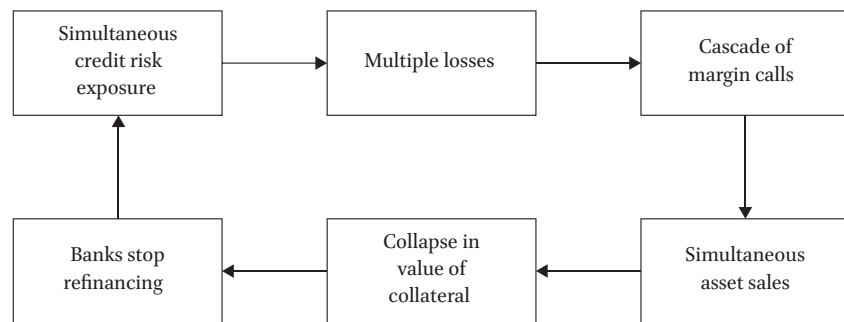 Simultaneous
credit risk
exposure
Multiple losses
Cascade of
margin calls
Banks stop
refinancing
Collapse in
value of
collateral
Simultaneous
asset sales